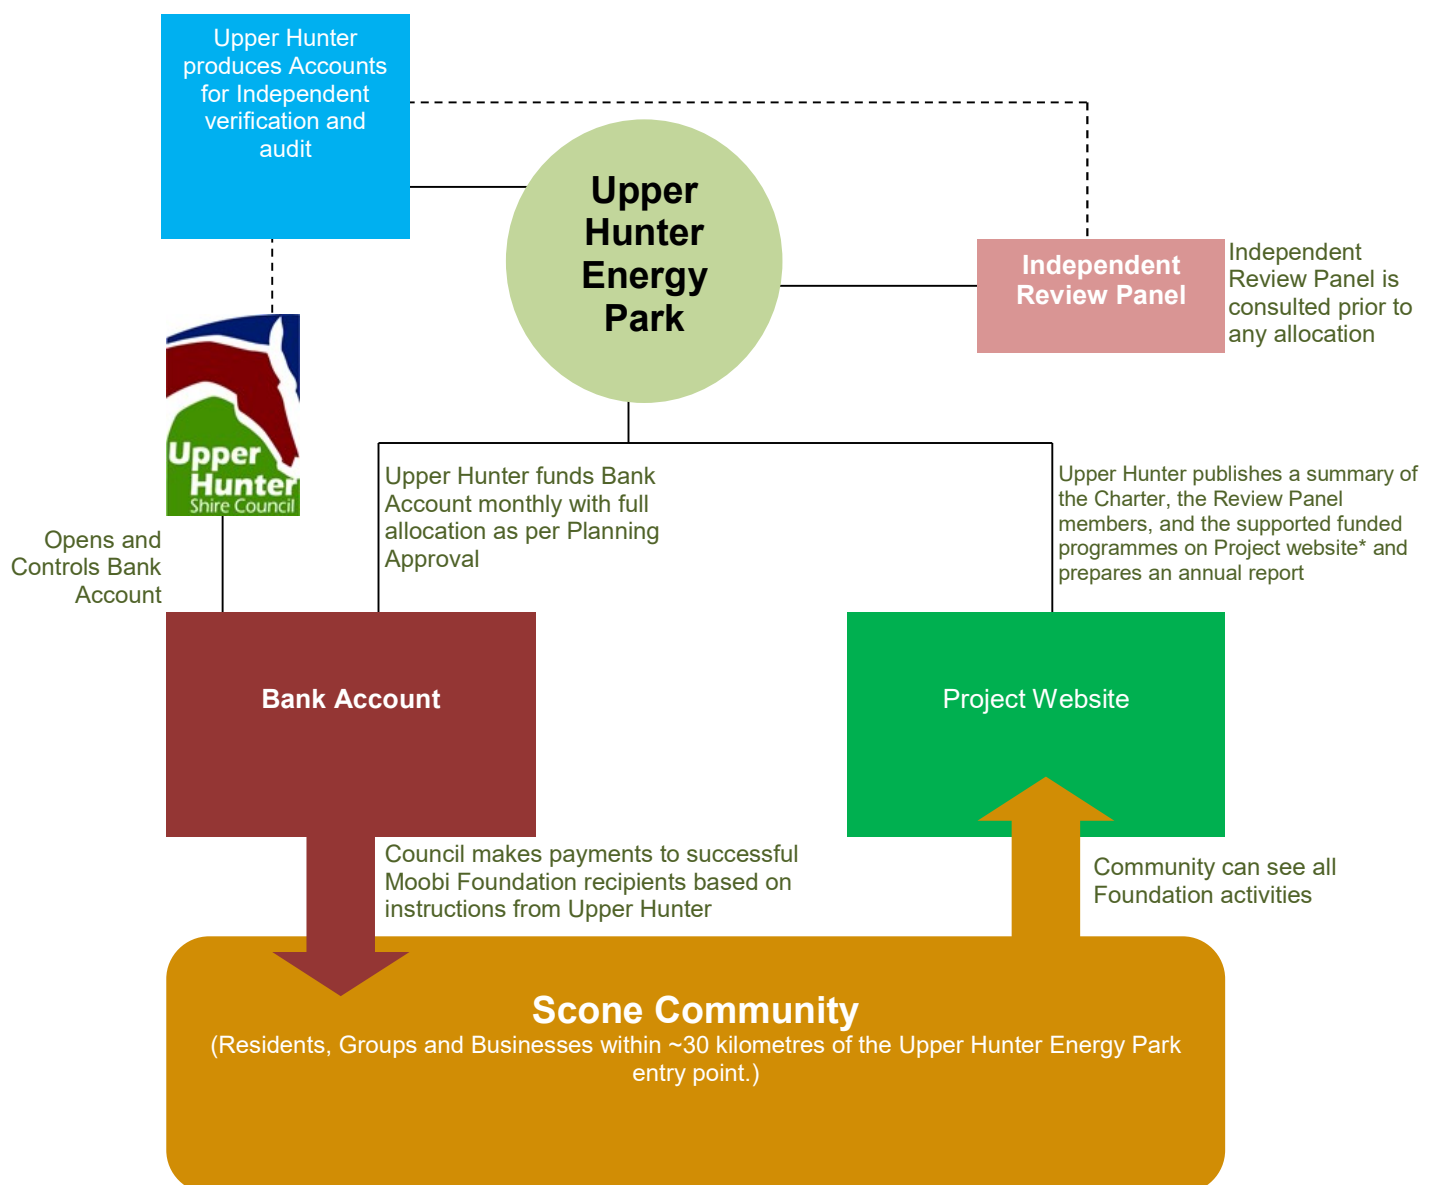 Upper Hunter
produces Accounts
for Independent
verification and
audit
Upper
Hunter
Energy
Park
Independent
Review Panel
Independent
Review Panel is
consulted prior to
any allocation
Upper
Hunter
Shire Council
Opens and
Controls Bank
Account
Upper Hunter funds Bank
Account monthly with full
allocation as per Planning
Approval
Upper Hunter publishes a summary of
the Charter, the Review Panel
members, and the supported funded
programmes on Project website* and
prepares an annual report
Bank Account
Project Website
Council makes payments to successful
Moobi Foundation recipients based on
instructions from Upper Hunter
Community can see all
Foundation activities
Scone Community
(Residents, Groups and Businesses within ~30 kilometres of the Upper Hunter Energy Park
entry point.)